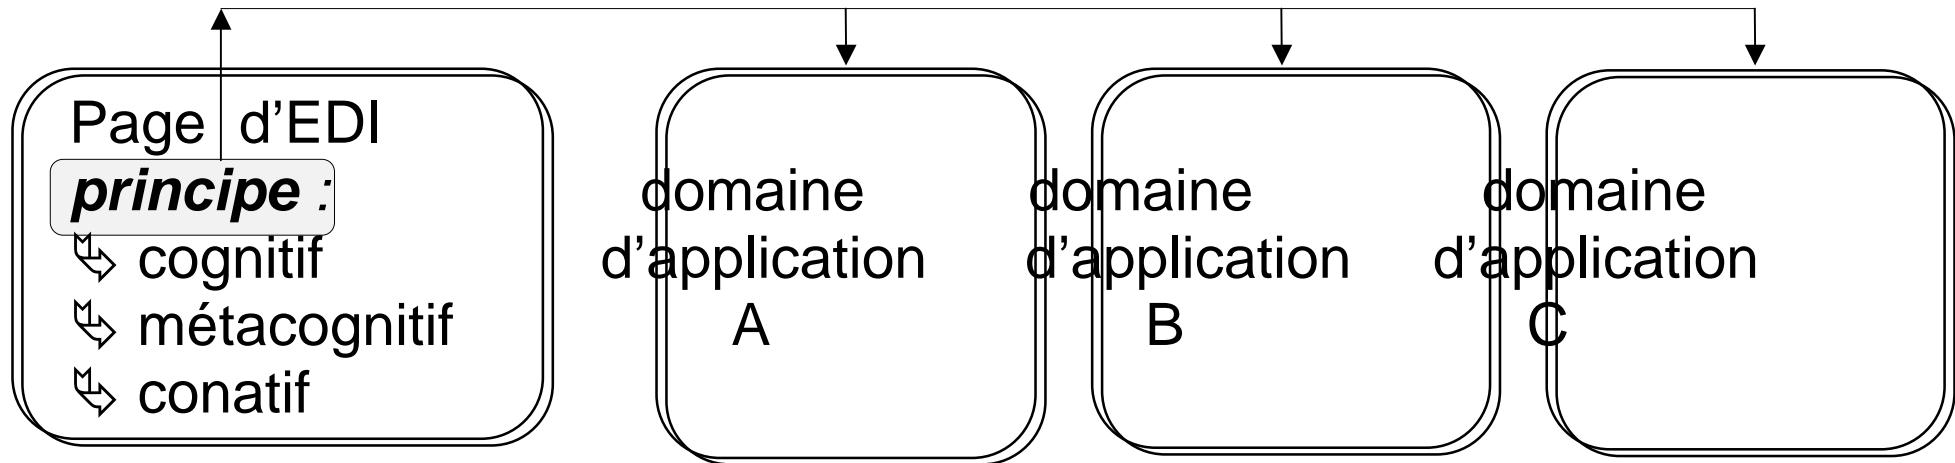 Page d’EDI
principe :
cognitif
métacognitif
conatif
domaine
d’application
A
domaine
d’application
B
domaine
d’application
C